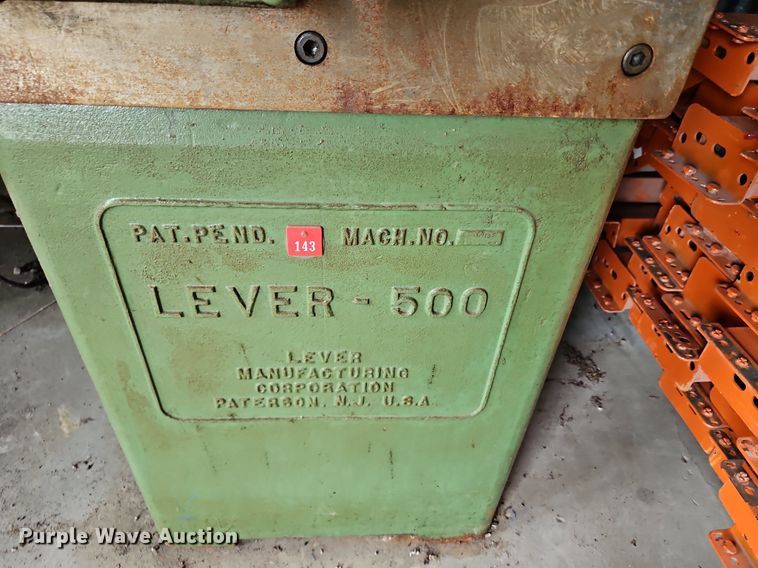 PAT.PEND. 143 MACH.NO.
LEVER - 500
LEVER
MANUFACTURING
CORPORATION
PATERSON, N.J. U.S.A.
Purple Wave Auction